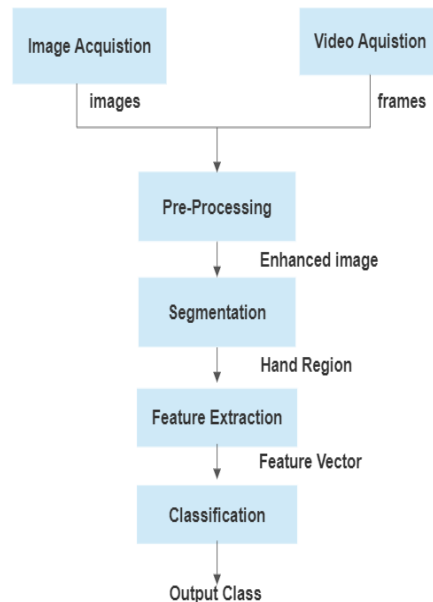 Image Acquistion
Video Aquistion
images
frames
Pre-Processing
Enhanced image
Segmentation
Hand Region
Feature Extraction
Feature Vector
Classification
Output Class